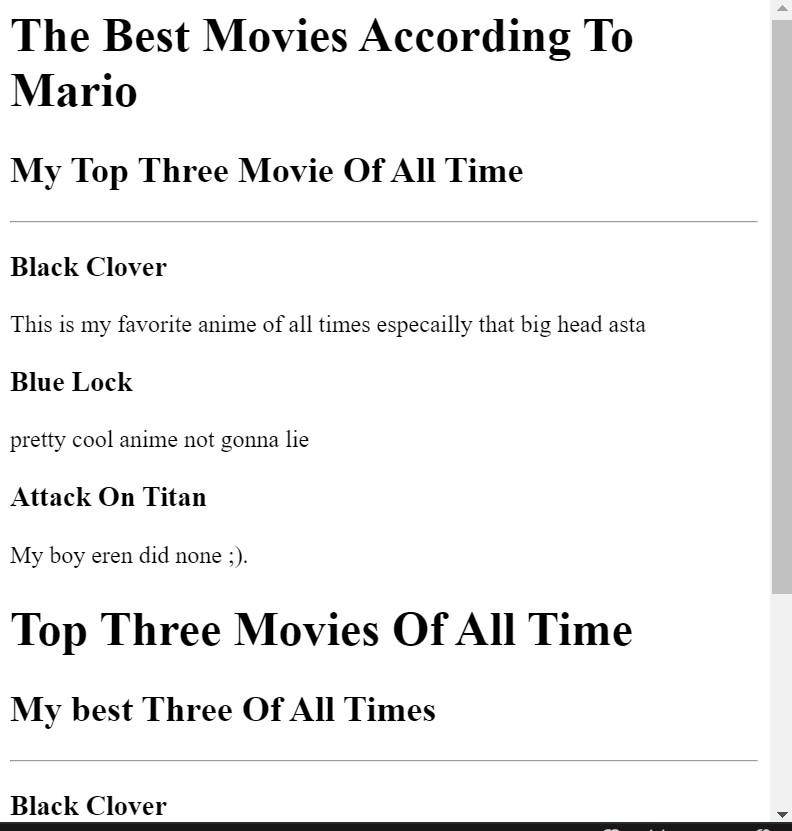 The Best Movies According To
Mario
My Top Three Movie Of All Time
Black Clover
This is my favorite anime of all times especailly that big head asta
Blue Lock
pretty cool anime not gonna lie
Attack On Titan
My boy eren did none ;).
Top Three Movies Of All Time
My best Three Of All Times
Black Clover